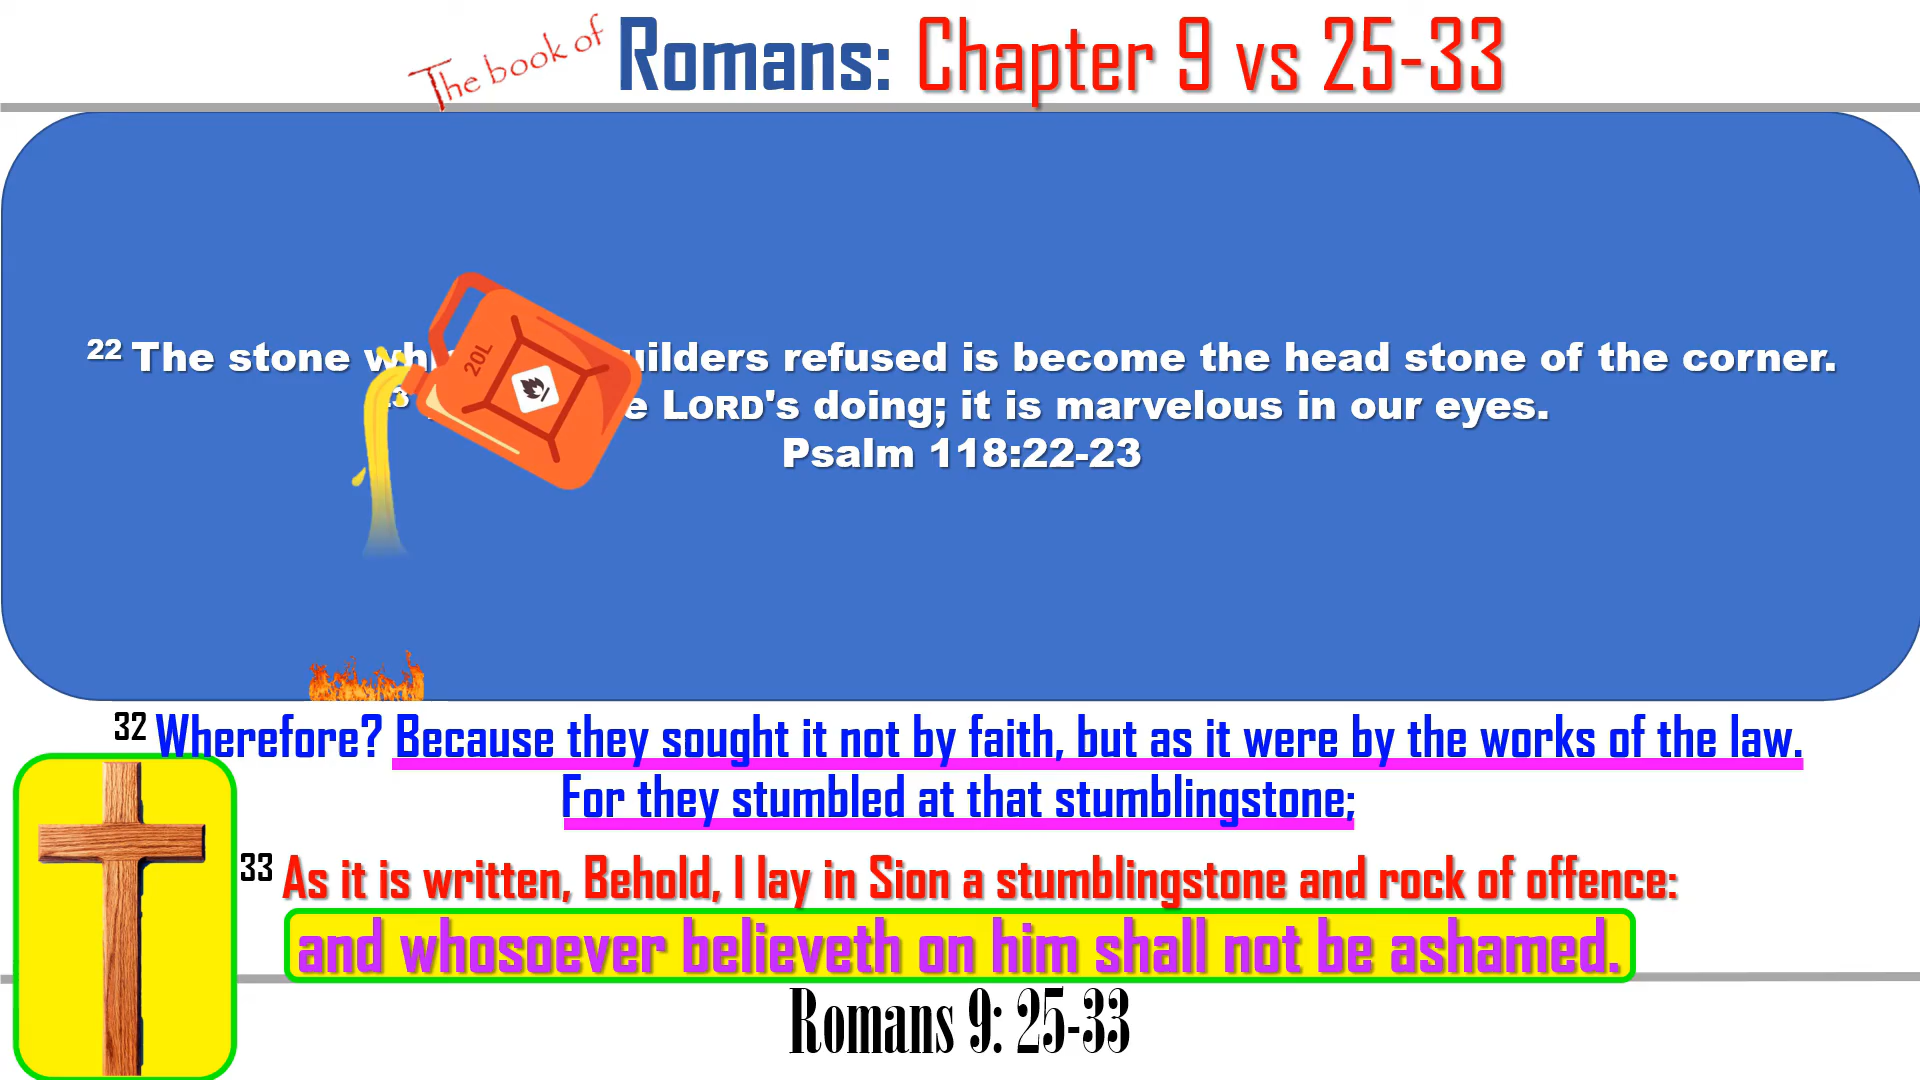 The book of Romans: Chapter 9 vs 25-33
22 The stone builders refused is become the head stone of the corner.
LORD's doing; it is marvelous in our eyes.
Psalm 118:22-23
20L
32 Wherefore? Because they sought it not by faith, but as it were by the works of the law.
For they stumbled at that stumblingstone;
33 As it is written, Behold, I lay in Sion a stumblingstone and rock of offence:
and whosoever believeth on him shall not be ashamed.
Romans 9: 25-33